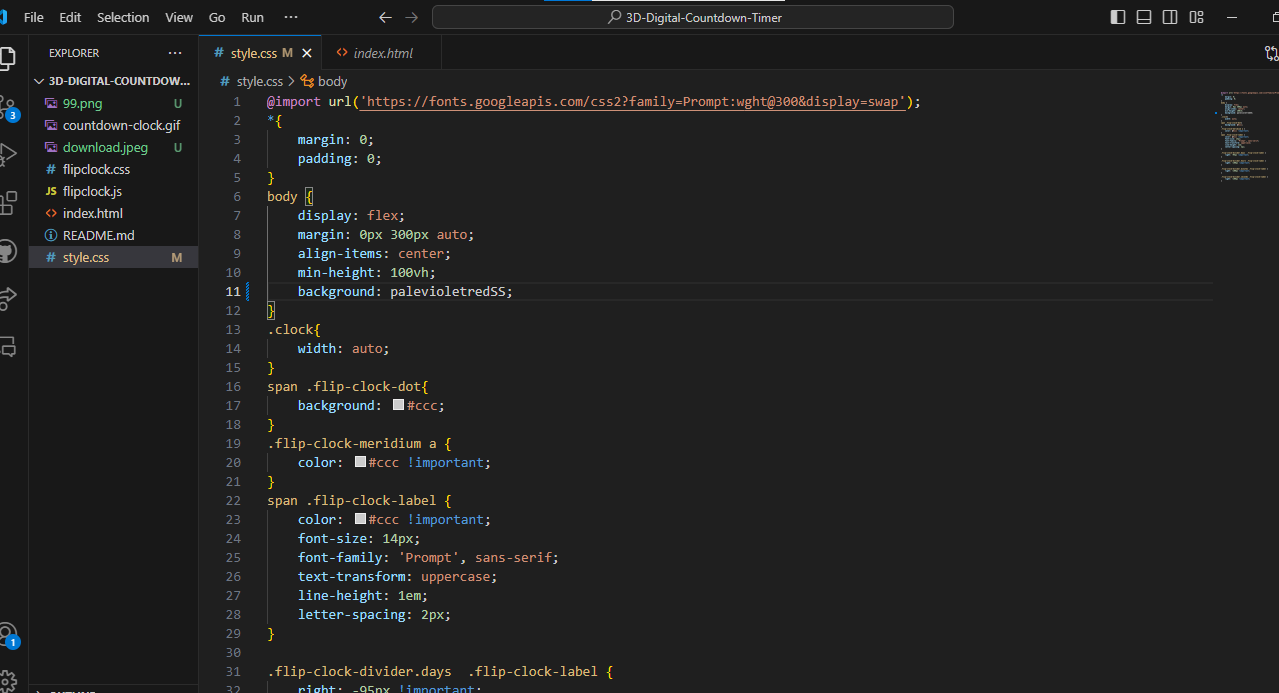 File Edit Selection View Go Run ···
3D-Digital-Countdown-Timer
EXPLORER ···
3D-DIGITAL-COUNTDOW...
99.png U
countdown-clock.gif
download.jpeg U
# flipclock.css
JS flipclock.js
<> index.html
README.md
# style.css M
3
1
# style.css M
<> index.html
# style.css > body
1 @import url('https://fonts.googleapis.com/css2?family=Prompt:wght@300&display=swap');
2 *{
3 margin: 0;
4 padding: 0;
5 }
6 body {
7 display: flex;
8 margin: 0px 300px auto;
9 align-items: center;
10 min-height: 100vh;
11 background: palevioletredSS;
12 }
13 .clock{
14 width: auto;
15 }
16 span .flip-clock-dot{
17 background: #ccc;
18 }
19 .flip-clock-meridium a {
20 color: #ccc !important;
21 }
22 span .flip-clock-label {
23 color: #ccc !important;
24 font-size: 14px;
25 font-family: 'Prompt', sans-serif;
26 text-transform: uppercase;
27 line-height: 1em;
28 letter-spacing: 2px;
29 }
30
31 .flip-clock-divider.days .flip-clock-label {
32 right: -95px !important;